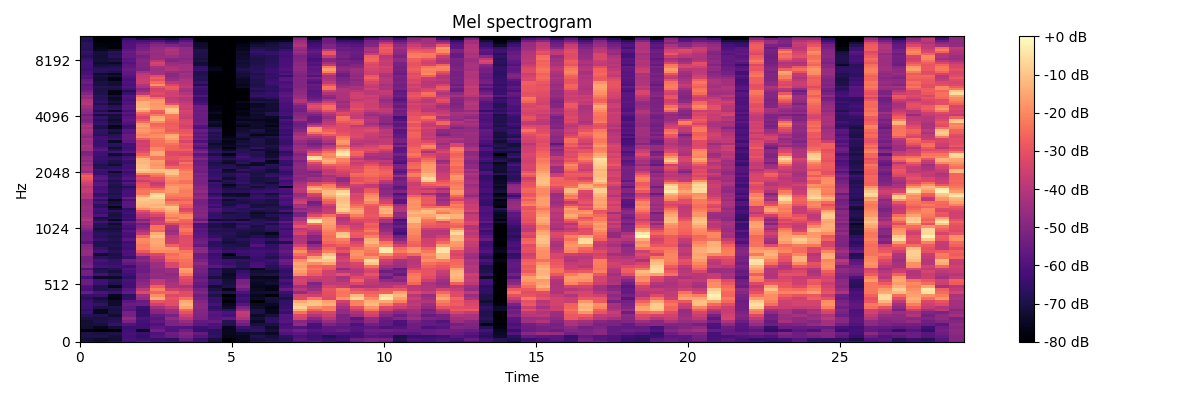 Mel spectrogram
Hz
8192
4096
2048
1024
512
0
0 5 10 15 20 25
Time
+0 dB
-10 dB
-20 dB
-30 dB
-40 dB
-50 dB
-60 dB
-70 dB
-80 dB